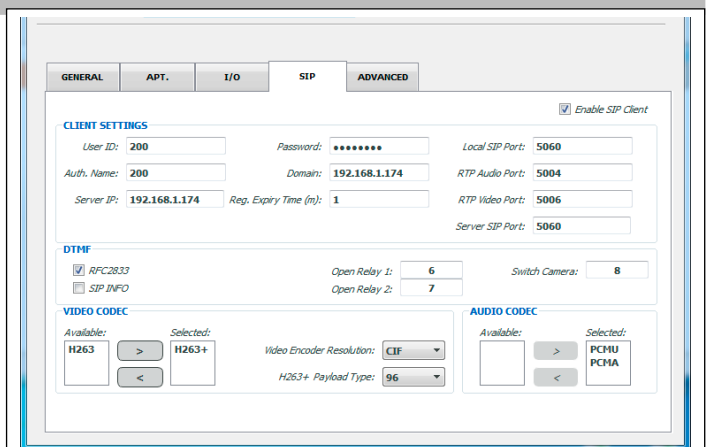 GENERAL APT. I/O SIP ADVANCED
Enable SIP Client
CLIENT SETTINGS
User ID: 200 Password: ●●●●●●●● Local SIP Port: 5060
Auth. Name: 200 Domain: 192.168.1.174 RTP Audio Port: 5004
Server IP: 192.168.1.174 Reg. Expiry Time (m): 1 RTP Video Port: 5006
Server SIP Port: 5060
DTMF
RFC2833 Open Relay 1: 6 Switch Camera: 8
SIP INFO Open Relay 2: 7
VIDEO CODEC AUDIO CODEC
Available: Selected: Available: Selected:
H263 > H263+ Video Encoder Resolution: CIF > PCMU
PCMA
< H263+ Payload Type: 96 <